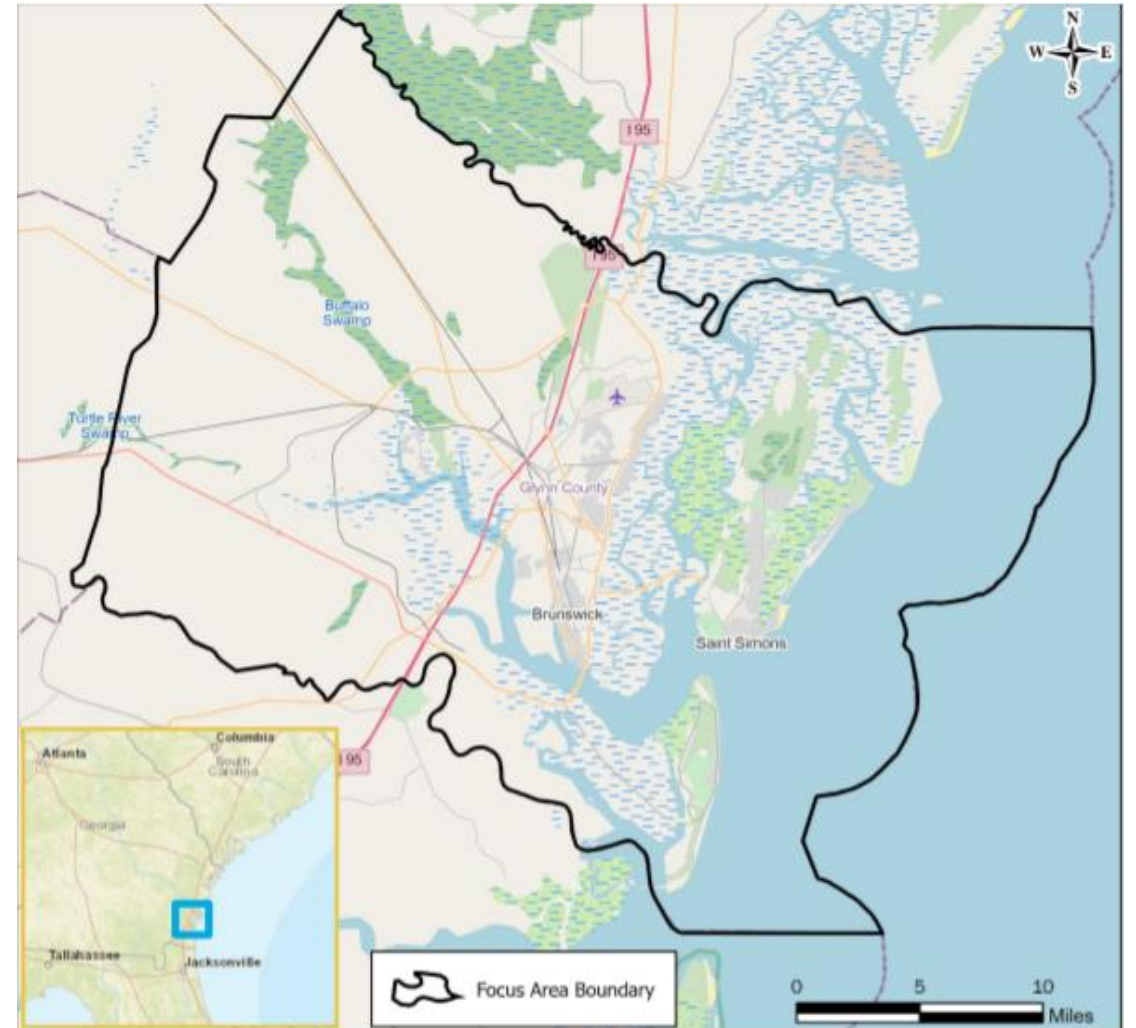 N
W E
S
I 95
I 95
Buffalo
Swamp
Turtle River
Swamp
Glynn County
Brunswick
Saint Simons
I 95
Columbia
Atlanta
South
Carolina
Georgia
Tallahassee
Jacksonville
Focus Area Boundary
0 5 10
Miles